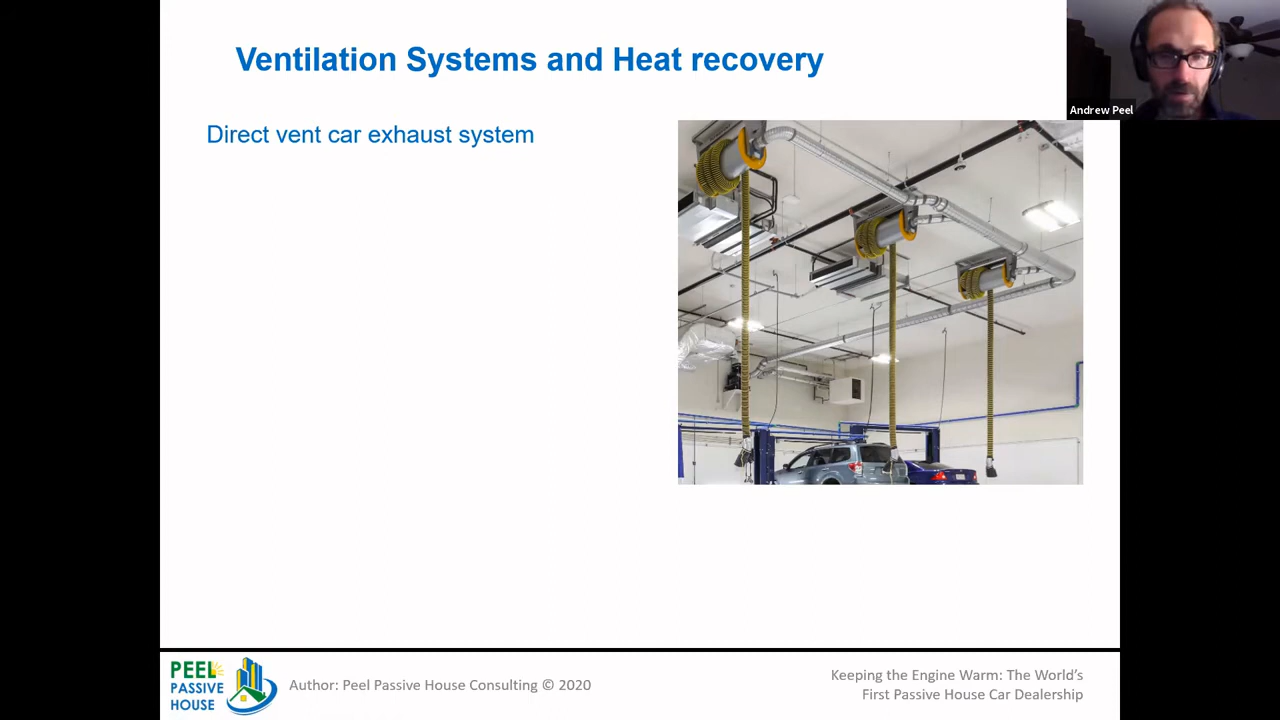 Ventilation Systems and Heat recovery
Andrew Peel
Direct vent car exhaust system
PEEL
PASSIVE
HOUSE
Author: Peel Passive House Consulting © 2020
Keeping the Engine Warm: The World’s
First Passive House Car Dealership